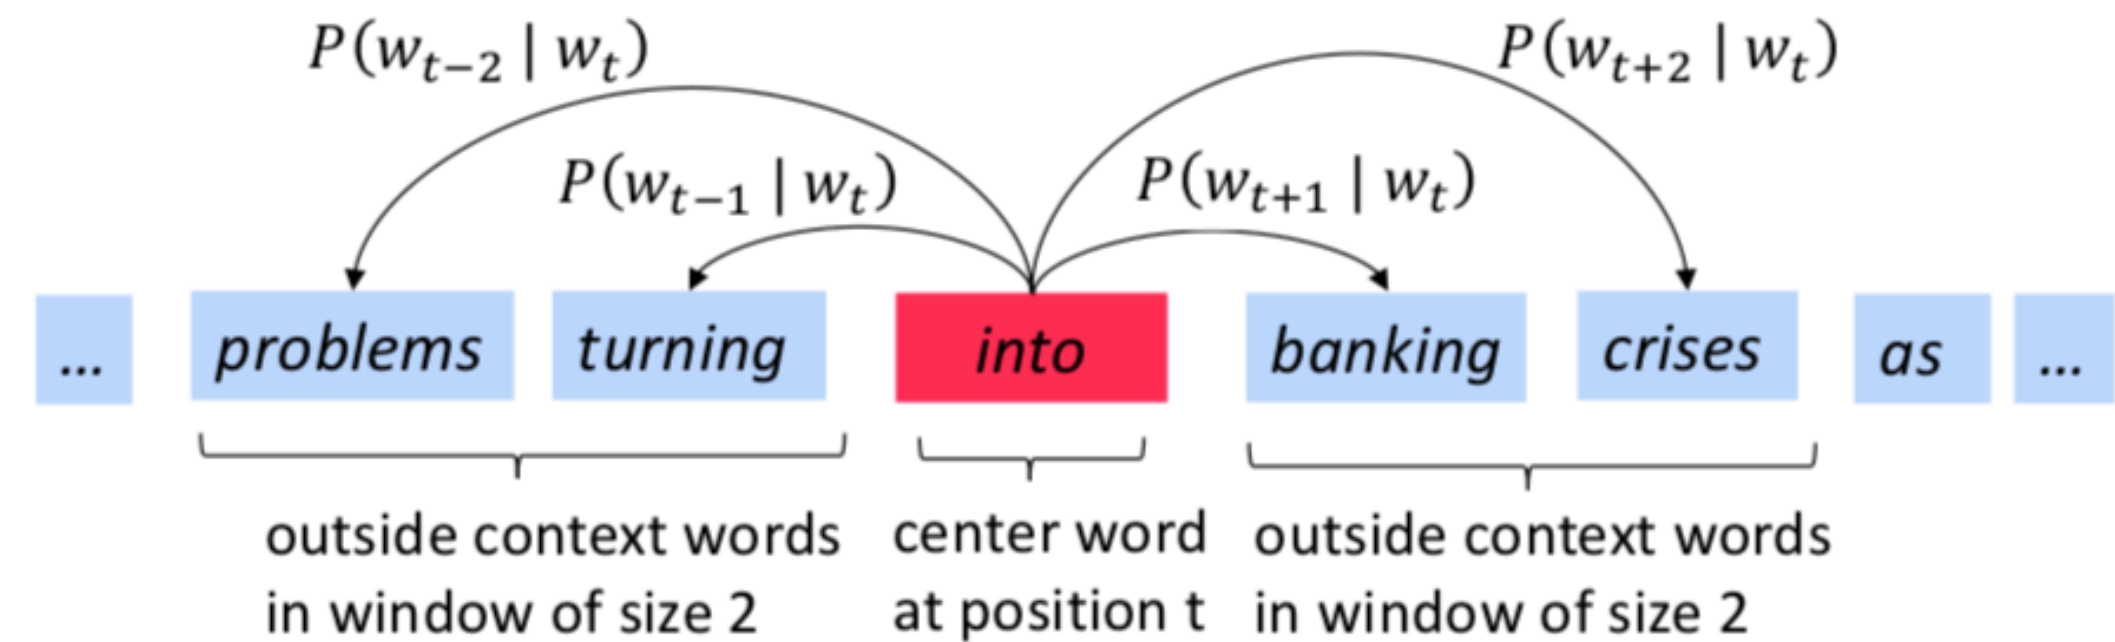 P(w_{t−2} | w_t) P(w_{t+2} | w_t)
P(w_{t−1} | w_t) P(w_{t+1} | w_t)
... problems turning into banking crises as ...
outside context words
in window of size 2
center word
at position t
outside context words
in window of size 2